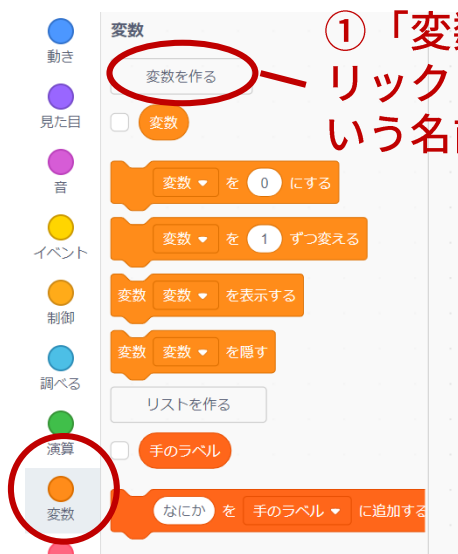 動き
見た目
音
イベント
制御
調べる
演算
変数
変数
変数を作る
変数
変数 を 0 にする
変数 を 1 ずつ変える
変数 変数 を表示する
変数 変数 を隠す
リストを作る
手のラベル
なにか を 手のラベル に追加する
①「変
リック
いう名